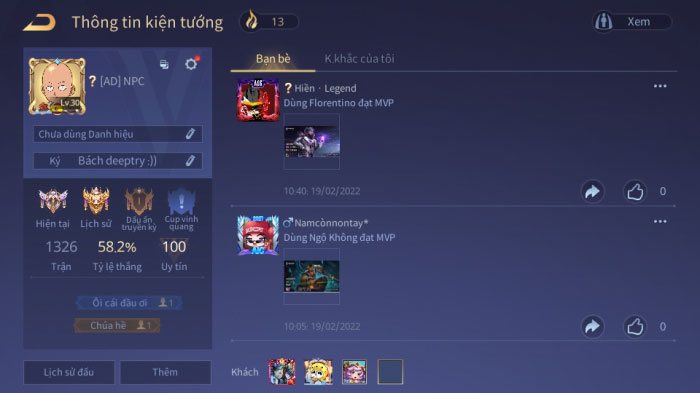 Thông tin kiện tướng
13
Xem
[AD] NPC
Lv.30
Chưa dùng Danh hiệu
Ký Bách deeptry :))
Hiện tại
Lịch sử
Dấu ấn truyền kỳ
Cup vinh quang
1326
58,2%
100
Trận
Tỷ lệ thắng
Uy tín
Ôi cái đầu ơi 1
Chúa hề 1
Lịch sử đấu
Thêm
Bạn bè
K.khắc của tôi
? Hiền · Legend
Dùng Florentino đạt MVP
10:40: 19/02/2022
0
Namcònnontay*
Dùng Ngộ Không đạt MVP
10:05: 19/02/2022
0
Khách